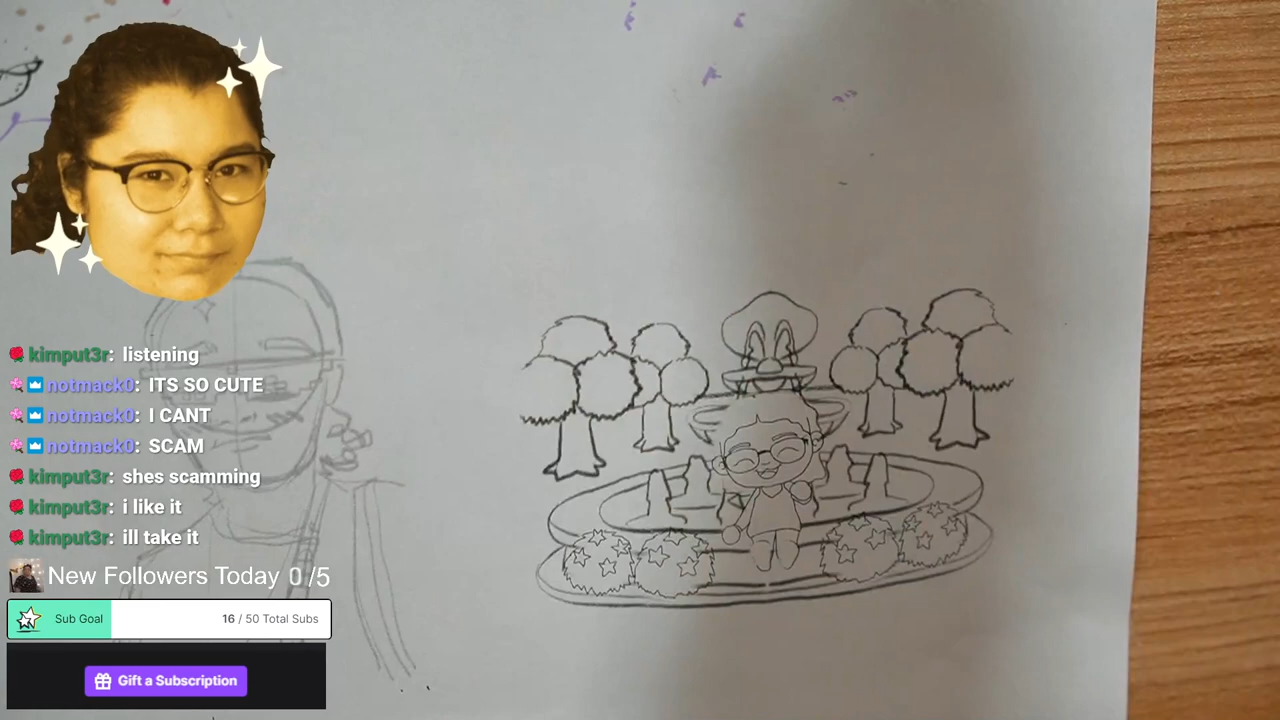 kimput3r: listening
notmack0: ITS SO CUTE
notmack0: I CANT
notmack0: SCAM
kimput3r: shes scamming
kimput3r: i like it
kimput3r: ill take it
New Followers Today 0 /5
Sub Goal 16 / 50 Total Subs
Gift a Subscription